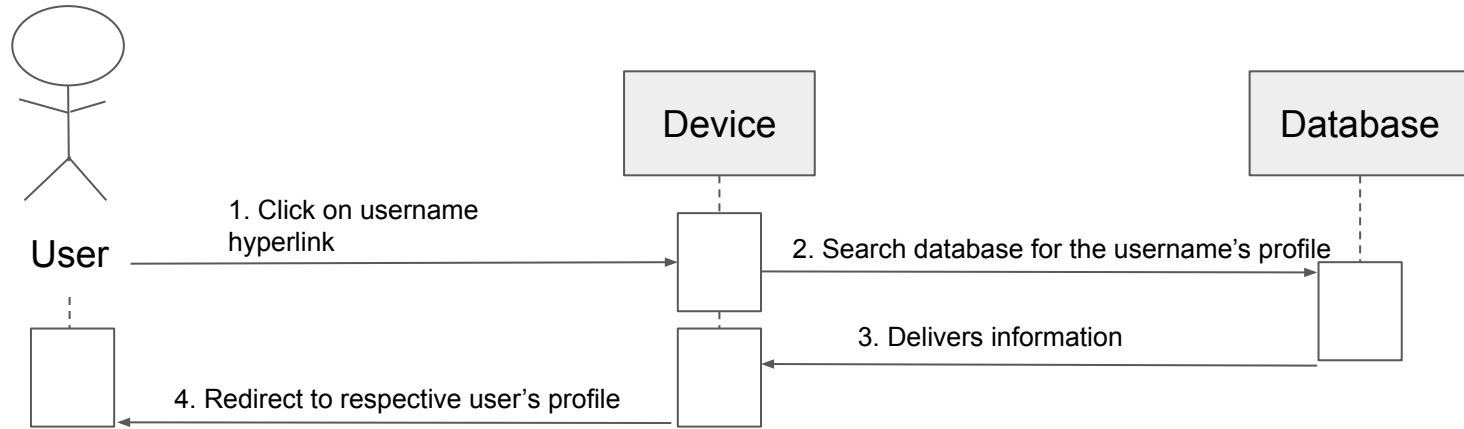 Device
Database
1. Click on username
hyperlink
User
2. Search database for the username’s profile
3. Delivers information
4. Redirect to respective user’s profile